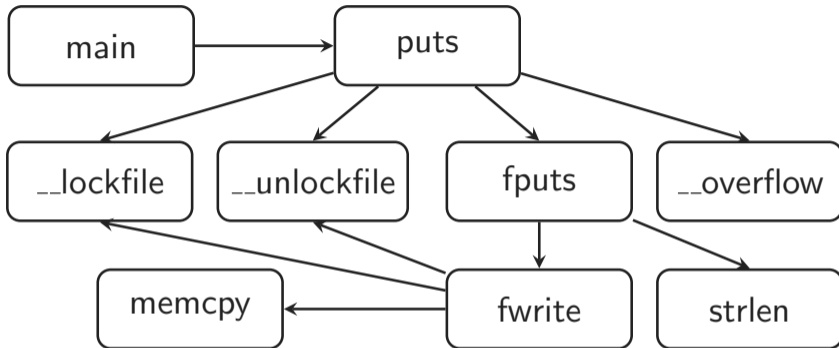 main
puts
__lockfile
__unlockfile
fputs
__overflow
memcpy
fwrite
strlen